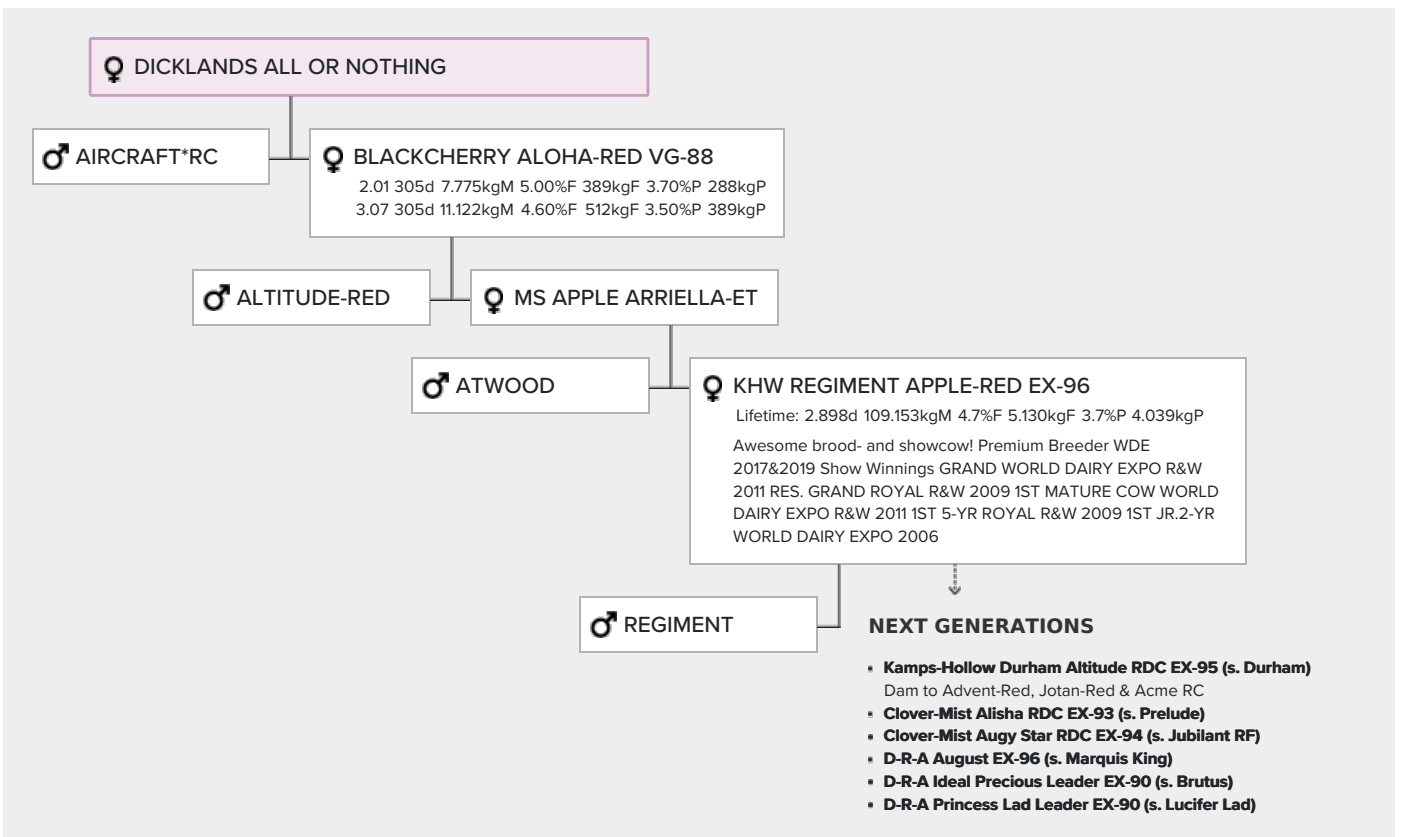 DICKLANDS ALL OR NOTHING
AIRCRAFT*RC
BLACKCHERRY ALOHA-RED VG-88
2.01 305d 7.775kgM 5.00%F 389kgF 3.70%P 288kgP
3.07 305d 11.122kgM 4.60%F 512kgF 3.50%P 389kgP
ALTITUDE-RED
MS APPLE ARRIELLA-ET
ATWOOD
KHW REGIMENT APPLE-RED EX-96
Lifetime: 2.898d 109.153kgM 4.7%F 5.130kgF 3.7%P 4.039kgP
Awesome brood- and showcow! Premium Breeder WDE
2017&2019 Show Winnings GRAND WORLD DAIRY EXPO R&W
2011 RES. GRAND ROYAL R&W 2009 1ST MATURE COW WORLD
DAIRY EXPO R&W 2011 1ST 5-YR ROYAL R&W 2009 1ST JR.2-YR
WORLD DAIRY EXPO 2006
REGIMENT
NEXT GENERATIONS
• Kamps-Hollow Durham Altitude RDC EX-95 (s. Durham)
Dam to Advent-Red, Jotan-Red & Acme RC
• Clover-Mist Alisha RDC EX-93 (s. Prelude)
• Clover-Mist Augy Star RDC EX-94 (s. Jubilant RF)
• D-R-A August EX-96 (s. Marquis King)
• D-R-A Ideal Precious Leader EX-90 (s. Brutus)
• D-R-A Princess Lad Leader EX-90 (s. Lucifer Lad)